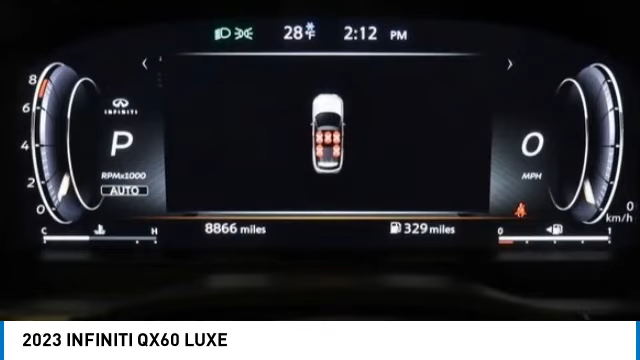 28°F 2:12 PM
8
6
4
2
0
INFINITI
P
RPMx1000
AUTO
0
MPH
0
km/h
C H
8866 miles
329 miles
0 1
2023 INFINITI QX60 LUXE